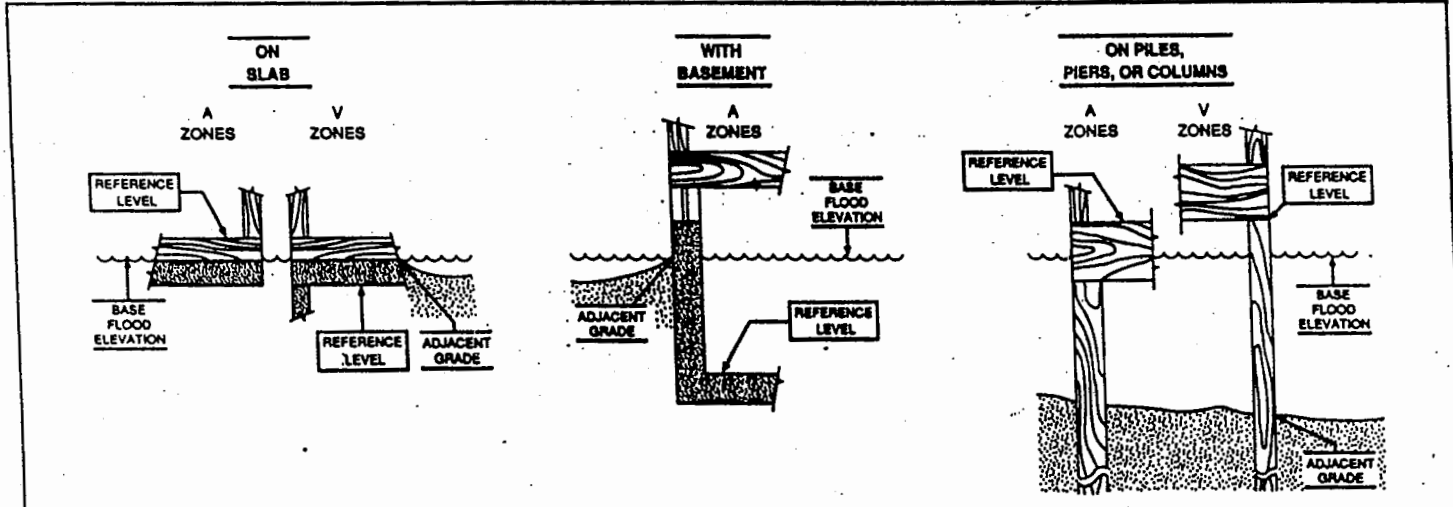 ON
SLAB
A
ZONES
V
ZONES
REFERENCE
LEVEL
BASE
FLOOD
ELEVATION
REFERENCE
LEVEL
ADJACENT
GRADE
WITH
BASEMENT
A
ZONES
BASE
FLOOD
ELEVATION
ADJACENT
GRADE
REFERENCE
LEVEL
ON PILES,
PIERS, OR COLUMNS
A
ZONES
V
ZONES
REFERENCE
LEVEL
REFERENCE
LEVEL
BASE
FLOOD
ELEVATION
ADJACENT
GRADE